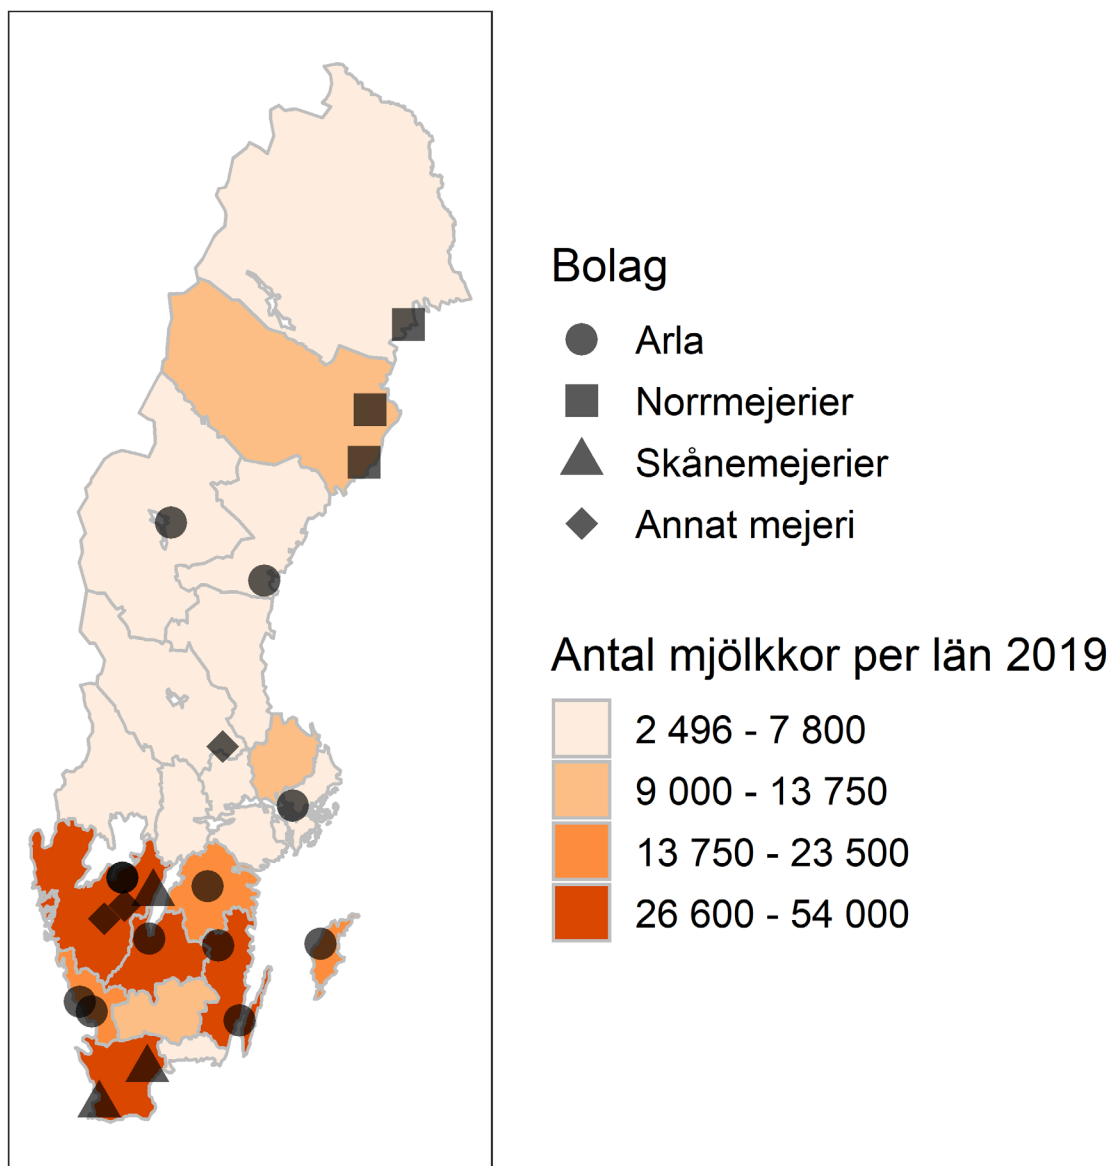 Bolag
Arla
Norrmejerier
Skånemejerier
Annat mejeri
Antal mjölkkor per län 2019
2 496 - 7 800
9 000 - 13 750
13 750 - 23 500
26 600 - 54 000